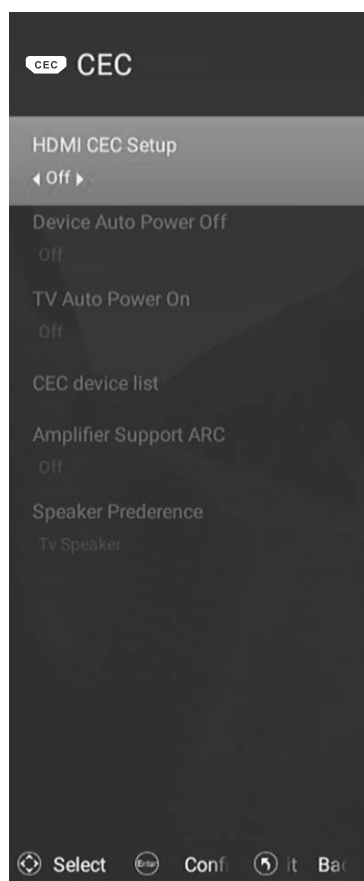 CEC CEC
HDMI CEC Setup
Off
Device Auto Power Off
Off
TV Auto Power On
Off
CEC device list
Amplifier Support ARC
Off
Speaker Prederence
Tv Speaker
Select Enter Confi it Bac